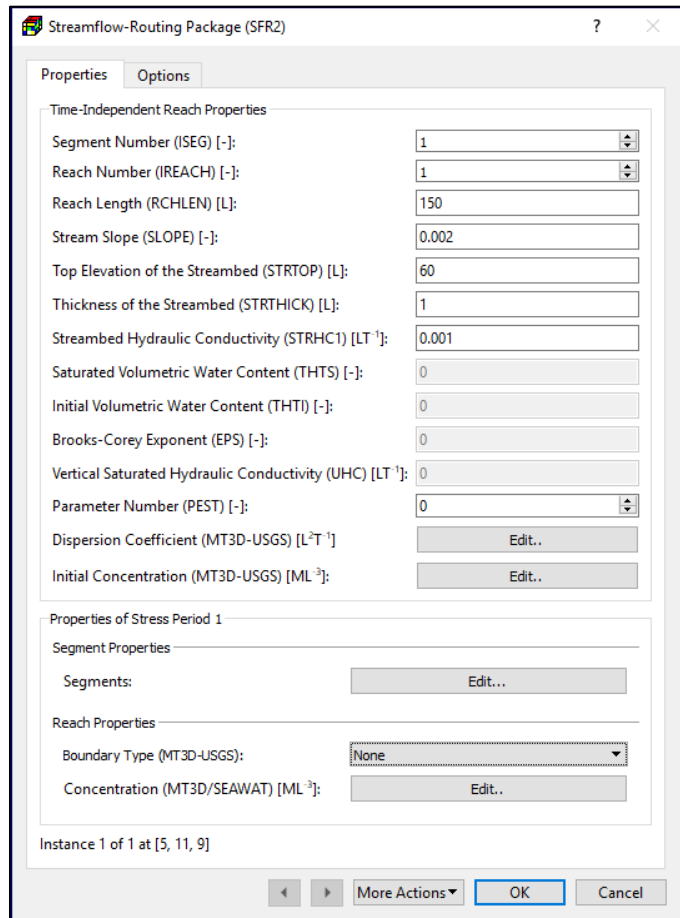 Streamflow-Routing Package (SFR2) ?
Properties Options
Time-Independent Reach Properties
Segment Number (ISEG) [-]: 1
Reach Number (IREACH) [-]: 1
Reach Length (RCHLEN) [L]: 150
Stream Slope (SLOPE) [-]: 0.002
Top Elevation of the Streambed (STRTOP) [L]: 60
Thickness of the Streambed (STRTHICK) [L]: 1
Streambed Hydraulic Conductivity (STRHC1) [LT⁻¹]: 0.001
Saturated Volumetric Water Content (THTS) [-]: 0
Initial Volumetric Water Content (THTI) [-]: 0
Brooks-Corey Exponent (EPS) [-]: 0
Vertical Saturated Hydraulic Conductivity (UHC) [LT⁻¹]: 0
Parameter Number (PEST) [-]: 0
Dispersion Coefficient (MT3D-USGS) [L²T⁻¹] Edit..
Initial Concentration (MT3D-USGS) [ML⁻³]: Edit..
Properties of Stress Period 1
Segment Properties
Segments: Edit...
Reach Properties
Boundary Type (MT3D-USGS): None
Concentration (MT3D/SEAWAT) [ML⁻³]: Edit..
Instance 1 of 1 at [5, 11, 9]
More Actions OK Cancel